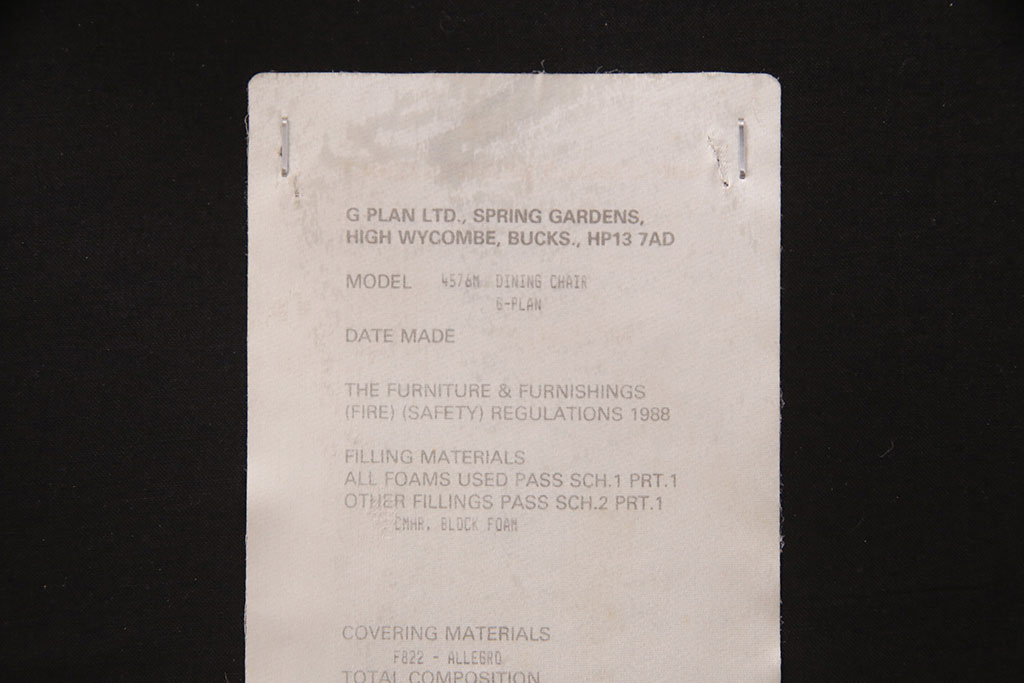 G PLAN LTD., SPRING GARDENS,
HIGH WYCOMBE, BUCKS., HP13 7AD
MODEL 4576M DINING CHAIR
G-PLAN
DATE MADE
THE FURNITURE & FURNISHINGS
(FIRE) (SAFETY) REGULATIONS 1988
FILLING MATERIALS
ALL FOAMS USED PASS SCH.1 PRT.1
OTHER FILLINGS PASS SCH.2 PRT.1
CMHR. BLOCK FOAM
COVERING MATERIALS
F822 - ALLEGRO
TOTAL COMPOSITION